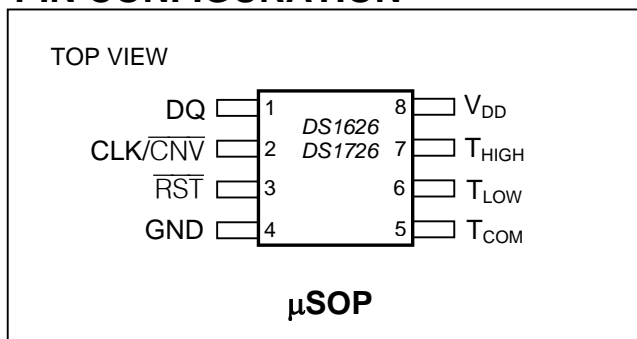 PIN CONFIGURATION
TOP VIEW
DQ 1 8 VDD
DS1626
CLK/CNV 2 DS1726 7 THIGH
RST 3 6 TLOW
GND 4 5 TCOM
μSOP